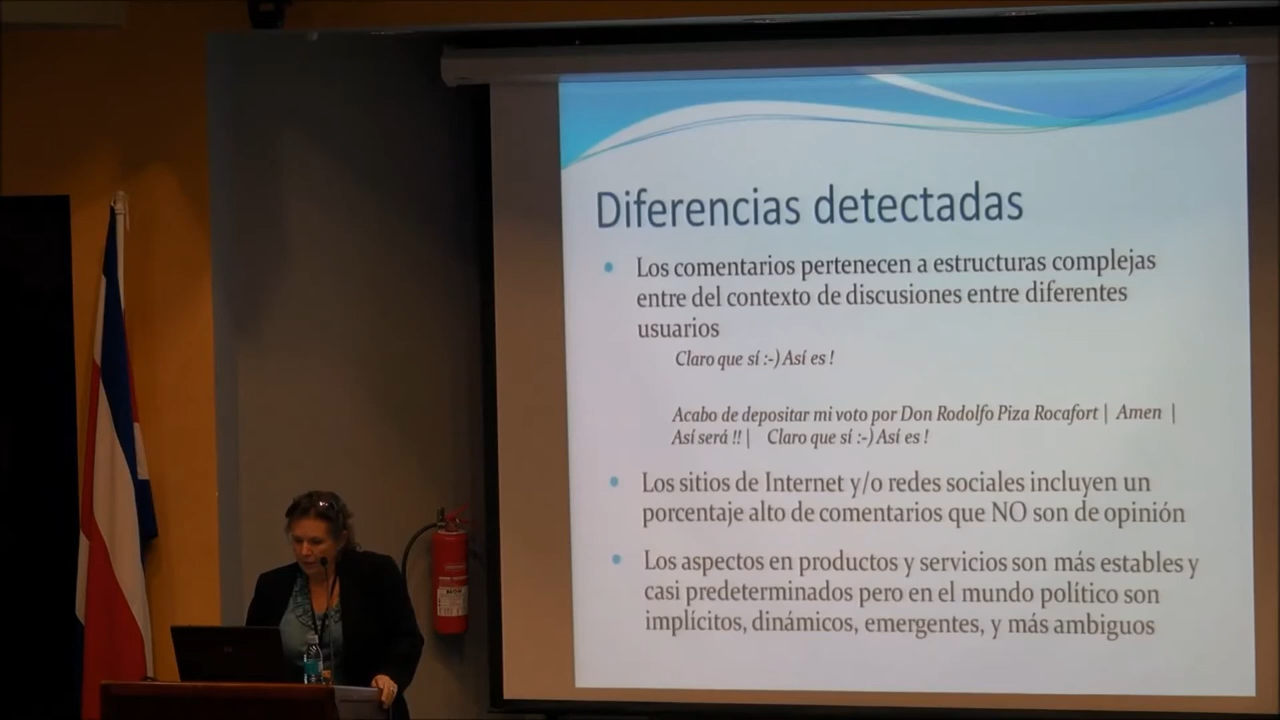 Diferencias detectadas
• Los comentarios pertenecen a estructuras complejas
entre del contexto de discusiones entre diferentes
usuarios
Claro que sí :-) Así es !
Acabo de depositar mi voto por Don Rodolfo Piza Rocafort | Amen |
Así será !! | Claro que sí :-) Así es !
• Los sitios de Internet y/o redes sociales incluyen un
porcentaje alto de comentarios que NO son de opinión
• Los aspectos en productos y servicios son más estables y
casi predeterminados pero en el mundo político son
implícitos, dinámicos, emergentes, y más ambiguos